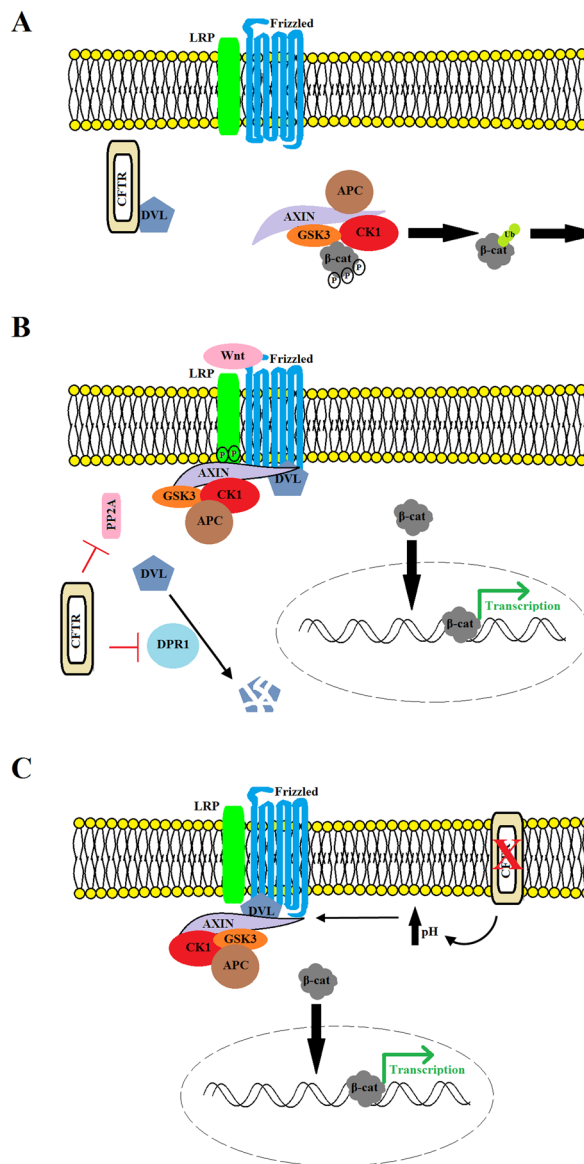 A
LRP
Frizzled
CFTR
DVL
APC
AXIN
GSK3
CK1
β-cat
P
P
P
β-cat
Ub
B
Wnt
Frizzled
LRP
P
P
AXIN
DVL
GSK3
CK1
APC
PP2A
DVL
CFTR
DPR1
β-cat
β-cat
Transcription
C
LRP
Frizzled
X
DVL
AXIN
GSK3
CK1
APC
pH
β-cat
β-cat
Transcription